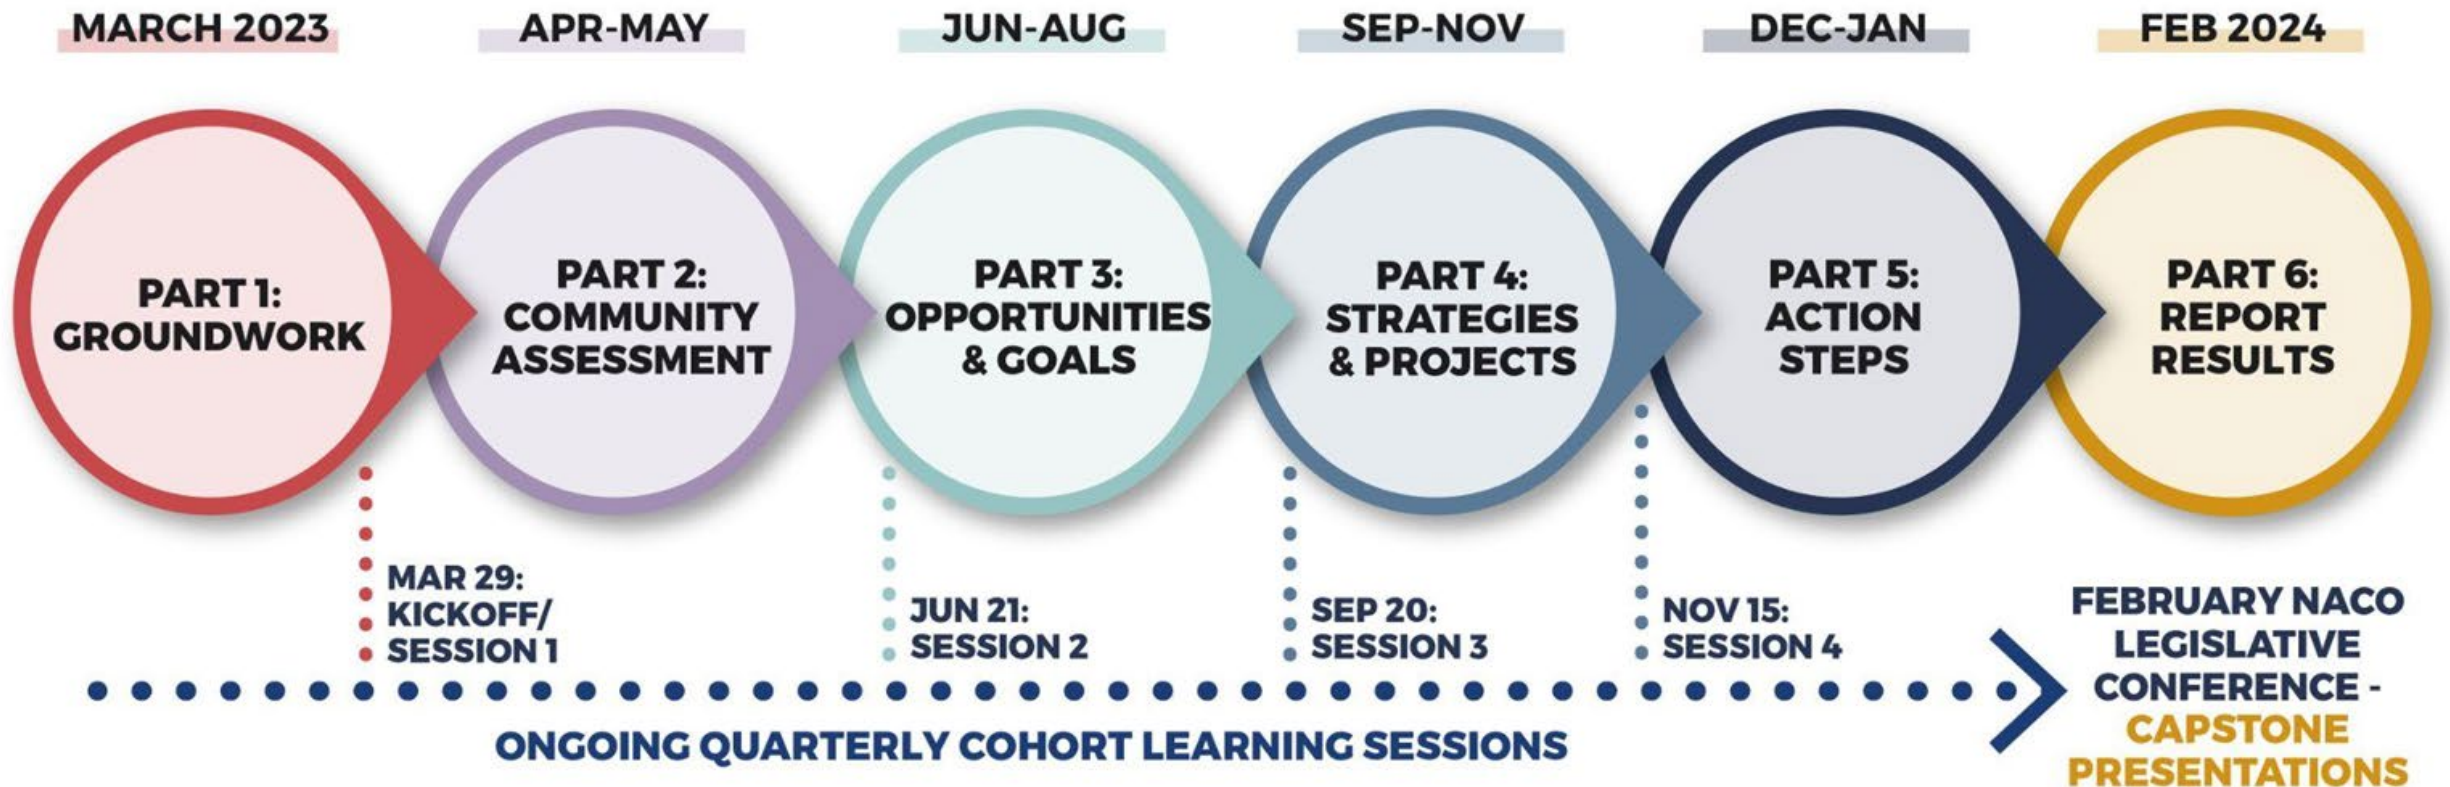 MARCH 2023
APR-MAY
JUN-AUG
SEP-NOV
DEC-JAN
FEB 2024
PART 1:
GROUNDWORK
PART 2:
COMMUNITY
ASSESSMENT
PART 3:
OPPORTUNITIES
& GOALS
PART 4:
STRATEGIES
& PROJECTS
PART 5:
ACTION
STEPS
PART 6:
REPORT
RESULTS
MAR 29:
KICKOFF/
SESSION 1
JUN 21:
SESSION 2
SEP 20:
SESSION 3
NOV 15:
SESSION 4
FEBRUARY NACO
LEGISLATIVE
CONFERENCE -
CAPSTONE
PRESENTATIONS
ONGOING QUARTERLY COHORT LEARNING SESSIONS